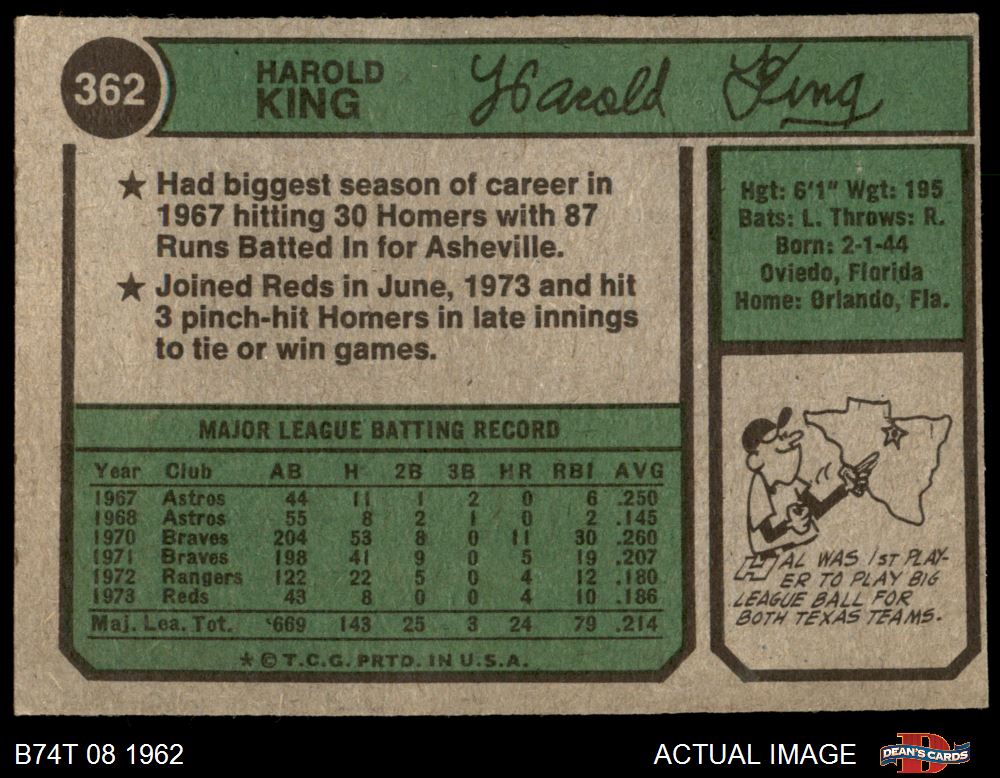 362
HAROLD
KING
Harold King
★ Had biggest season of career in
1967 hitting 30 Homers with 87
Runs Batted In for Asheville.
★ Joined Reds in June, 1973 and hit
3 pinch-hit Homers in late innings
to tie or win games.
Hgt: 6'1" Wgt: 195
Bats: L. Throws: R.
Born: 2-1-44
Oviedo, Florida
Home: Orlando, Fla.
MAJOR LEAGUE BATTING RECORD
Year Club AB H 2B 3B HR RBI AVG
1967 Astros 44 11 1 2 0 6 .250
1968 Astros 55 8 2 1 0 2 .145
1970 Braves 204 53 8 0 11 30 .260
1971 Braves 198 41 9 0 5 19 .207
1972 Rangers 122 22 5 0 4 12 .180
1973 Reds 43 8 0 0 4 10 .186
Maj. Lea. Tot. 669 143 25 3 24 79 .214
★ © T.C.G. PRTD. IN U.S.A.
HAL WAS 1ST PLAY-
ER TO PLAY BIG
LEAGUE BALL FOR
BOTH TEXAS TEAMS.
B74T 08 1962
ACTUAL IMAGE
DEAN'S CARDS